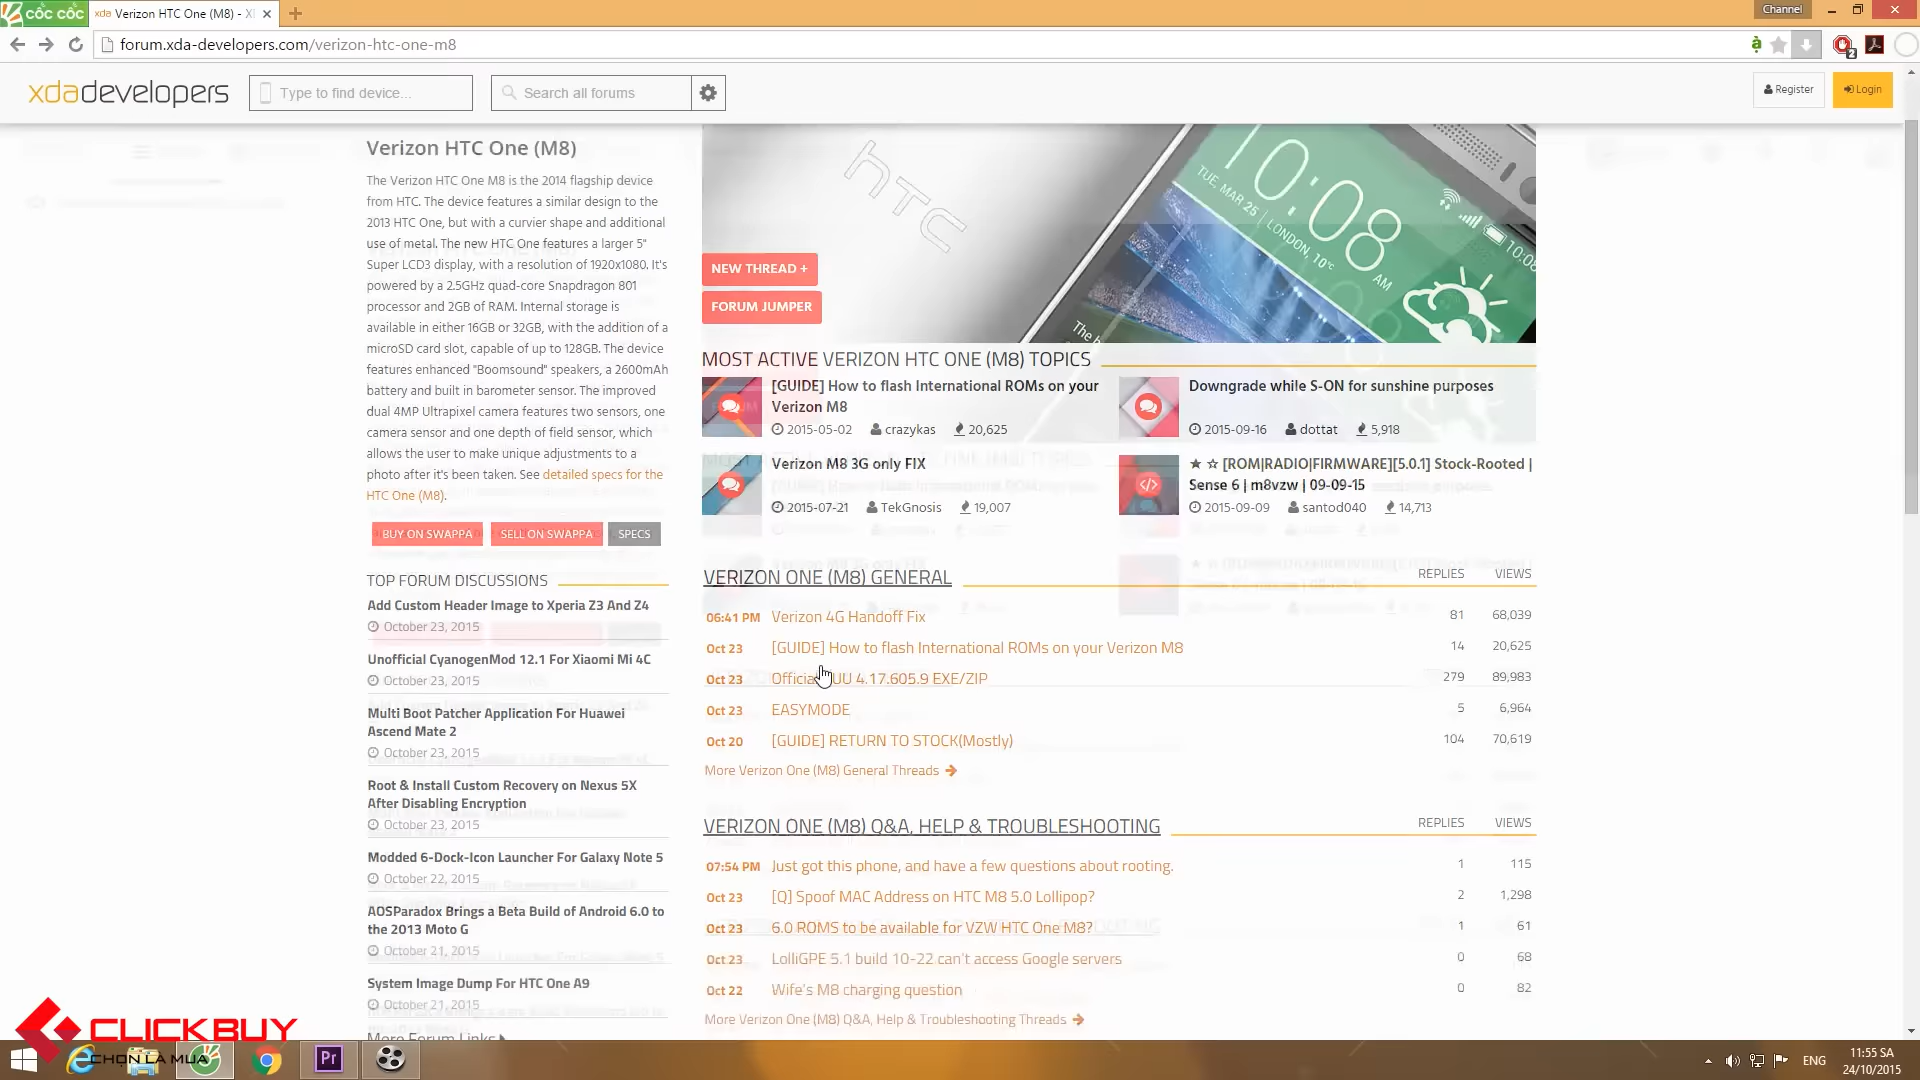 CỐC CỐC
xda Verizon HTC One (M8) - X
Channel
forum.xda-developers.com/verizon-htc-one-m8
xdadevelopers
Type to find device...
Search all forums
Register
Login
Verizon HTC One (M8)
The Verizon HTC One M8 is the 2014 flagship device
from HTC. The device features a similar design to the
2013 HTC One, but with a curvier shape and additional
use of metal. The new HTC One features a larger 5"
Super LCD3 display, with a resolution of 1920x1080. It's
powered by a 2.5GHz quad-core Snapdragon 801
processor and 2GB of RAM. Internal storage is
available in either 16GB or 32GB, with the addition of a
microSD card slot, capable of up to 128GB. The device
features enhanced "Boomsound" speakers, a 2600mAh
battery and built in barometer sensor. The improved
dual 4MP Ultrapixel camera features two sensors, one
camera sensor and one depth of field sensor, which
allows the user to make unique adjustments to a
photo after it's been taken. See detailed specs for the
HTC One (M8).
BUY ON SWAPPA
SELL ON SWAPPA
SPECS
TOP FORUM DISCUSSIONS
Add Custom Header Image to Xperia Z3 And Z4
October 23, 2015
Unofficial CyanogenMod 12.1 For Xiaomi Mi 4C
October 23, 2015
Multi Boot Patcher Application For Huawei
Ascend Mate 2
October 23, 2015
Root & Install Custom Recovery on Nexus 5X
After Disabling Encryption
October 23, 2015
Modded 6-Dock-Icon Launcher For Galaxy Note 5
October 22, 2015
AOSParadox Brings a Beta Build of Android 6.0 to
the 2013 Moto G
October 21, 2015
System Image Dump For HTC One A9
October 21, 2015
More Forum Links
hTC
10:08
AM
TUE, MAR 25 | LONDON, 10°C
10:08
The b
NEW THREAD +
FORUM JUMPER
MOST ACTIVE VERIZON HTC ONE (M8) TOPICS
[GUIDE] How to flash International ROMs on your
Verizon M8
2015-05-02 crazykas 20,625
Downgrade while S-ON for sunshine purposes
2015-09-16 dottat 5,918
Verizon M8 3G only FIX
2015-07-21 TekGnosis 19,007
★ ☆ [ROM|RADIO|FIRMWARE][5.0.1] Stock-Rooted |
Sense 6 | m8vzw | 09-09-15
2015-09-09 santod040 14,713
VERIZON ONE (M8) GENERAL REPLIES VIEWS
06:41 PM Verizon 4G Handoff Fix 81 68,039
Oct 23 [GUIDE] How to flash International ROMs on your Verizon M8 14 20,625
Oct 23 Officia UU 4.17.605.9 EXE/ZIP 279 89,983
Oct 23 EASYMODE 5 6,964
Oct 20 [GUIDE] RETURN TO STOCK(Mostly) 104 70,619
More Verizon One (M8) General Threads
VERIZON ONE (M8) Q&A, HELP & TROUBLESHOOTING REPLIES VIEWS
07:54 PM Just got this phone, and have a few questions about rooting. 1 115
Oct 23 [Q] Spoof MAC Address on HTC M8 5.0 Lollipop? 2 1,298
Oct 23 6.0 ROMS to be available for VZW HTC One M8? 1 61
Oct 23 LolliGPE 5.1 build 10-22 can't access Google servers 0 68
Oct 22 Wife's M8 charging question 0 82
More Verizon One (M8) Q&A, Help & Troubleshooting Threads
CLICKBUY
CHỌN LÀ MUA
Pr
ENG
11:55 SA
24/10/2015